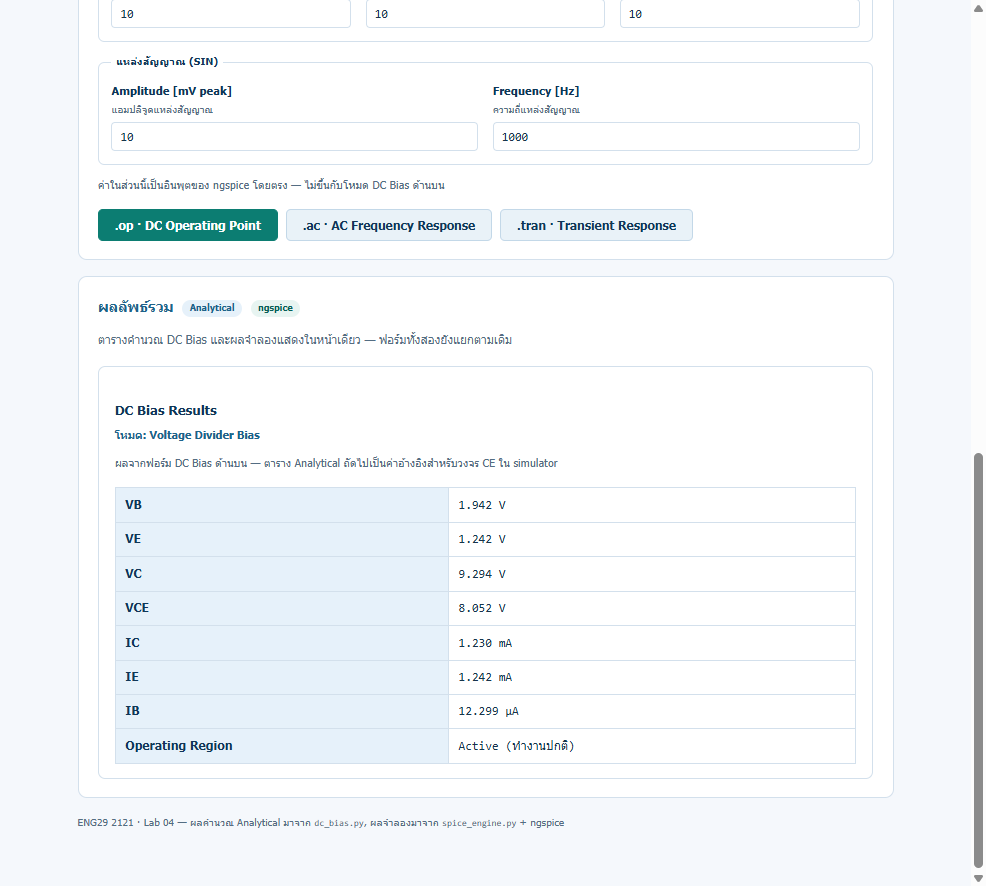 10
10
10
แหล่งสัญญาณ (SIN)
Amplitude [mV peak]
Frequency [Hz]
แอมปลิจูดแหล่งสัญญาณ
ความถี่แหล่งสัญญาณ
10
1000
ค่าในส่วนนี้เป็นอินพุตของ ngspice โดยตรง — ไม่ขึ้นกับโหมด DC Bias ด้านบน
.op · DC Operating Point
.ac · AC Frequency Response
.tran · Transient Response
ผลลัพธ์รวม
Analytical
ngspice
ตารางคำนวณ DC Bias และผลจำลองแสดงในหน้าเดียว — ฟอร์มทั้งสองยังแยกตามเดิม
DC Bias Results
โหมด: Voltage Divider Bias
ผลจากฟอร์ม DC Bias ด้านบน — ตาราง Analytical ถัดไปเป็นค่าอ้างอิงสำหรับวงจร CE ใน simulator
VB 1.942 V
VE 1.242 V
VC 9.294 V
VCE 8.052 V
IC 1.230 mA
IE 1.242 mA
IB 12.299 µA
Operating Region Active (ทำงานปกติ)
ENG29 2121 · Lab 04 — ผลคำนวณ Analytical มาจาก dc_bias.py, ผลจำลองมาจาก spice_engine.py + ngspice